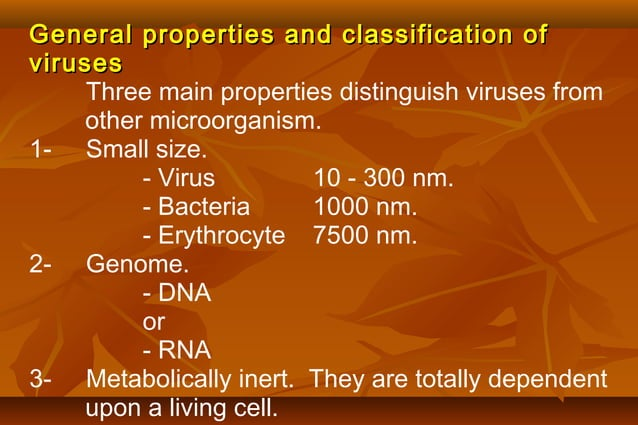 General properties and classification of
viruses
Three main properties distinguish viruses from
other microorganism.
1- Small size.
- Virus 10 - 300 nm.
- Bacteria 1000 nm.
- Erythrocyte 7500 nm.
2- Genome.
- DNA
or
- RNA
3- Metabolically inert. They are totally dependent
upon a living cell.